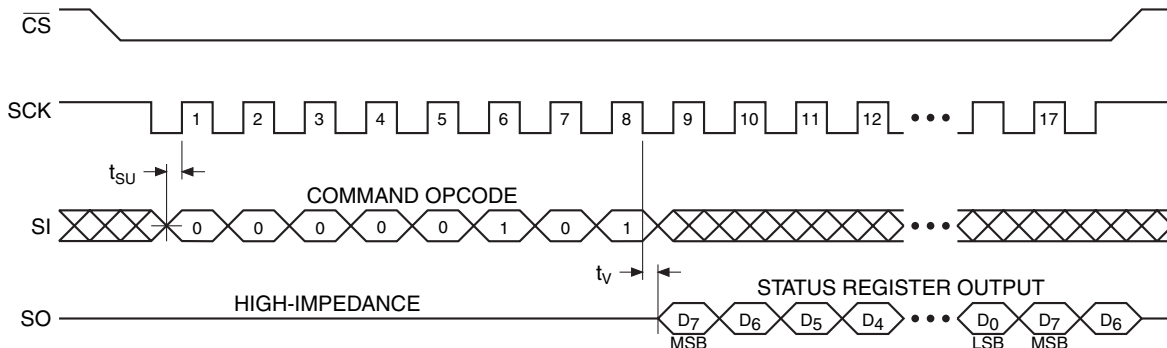 CS
SCK 1 2 3 4 5 6 7 8 9 10 11 12 ••• 17
tSU
COMMAND OPCODE
SI 0 0 0 0 0 1 0 1 •••
tV
HIGH-IMPEDANCE STATUS REGISTER OUTPUT
SO D7 D6 D5 D4 ••• D0 D7 D6
MSB LSB MSB